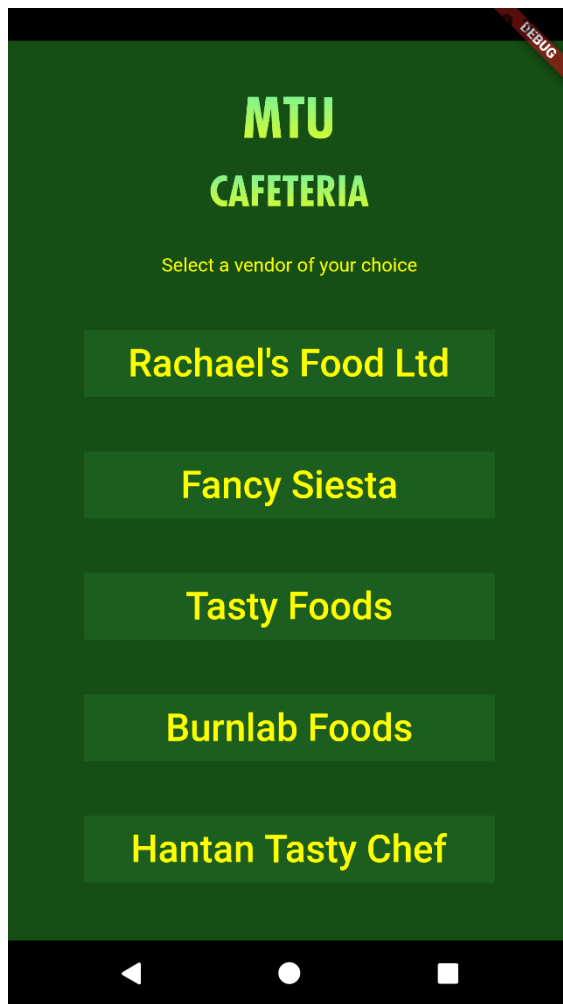 DEBUG
MTU
CAFETERIA
Select a vendor of your choice
Rachael's Food Ltd
Fancy Siesta
Tasty Foods
Burnlab Foods
Hantan Tasty Chef